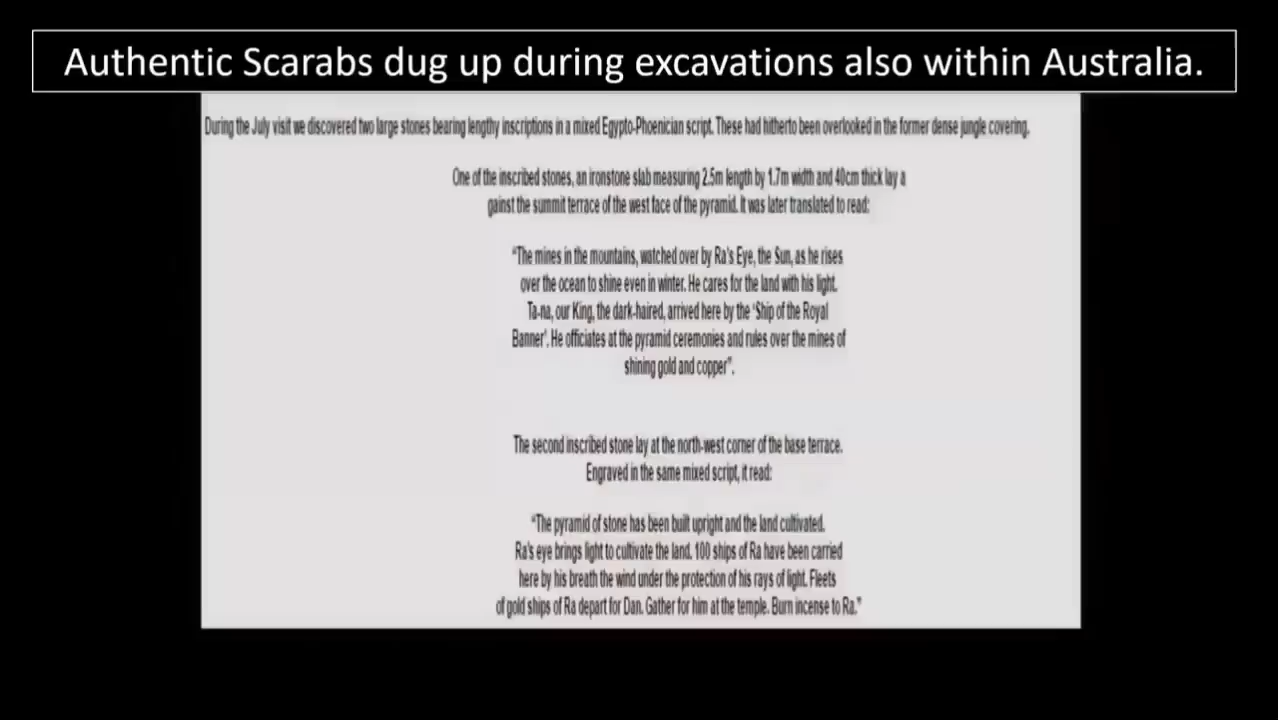 Authentic Scarabs dug up during excavations also within Australia.
During the July visit we discovered two large stones bearing lengthy inscriptions in a mixed Egypto-Phoenician script. These had hitherto been overlooked in the former dense jungle covering.
One of the inscribed stones, an ironstone slab measuring 2.5m length by 1.7m width and 40cm thick lay a
gainst the summit terrace of the west face of the pyramid. It was later translated to read:
"The mines in the mountains, watched over by Ra's Eye, the Sun, as he rises
over the ocean to shine even in winter. He cares for the land with his light.
Ta-na, our King, the dark-haired, arrived here by the 'Ship of the Royal
Banner'. He officiates at the pyramid ceremonies and rules over the mines of
shining gold and copper".
The second inscribed stone lay at the north-west corner of the base terrace.
Engraved in the same mixed script, it read:
"The pyramid of stone has been built upright and the land cultivated.
Ra's eye brings light to cultivate the land. 100 ships of Ra have been carried
here by his breath the wind under the protection of his rays of light. Fleets
of gold ships of Ra depart for Dan. Gather for him at the temple. Burn incense to Ra."